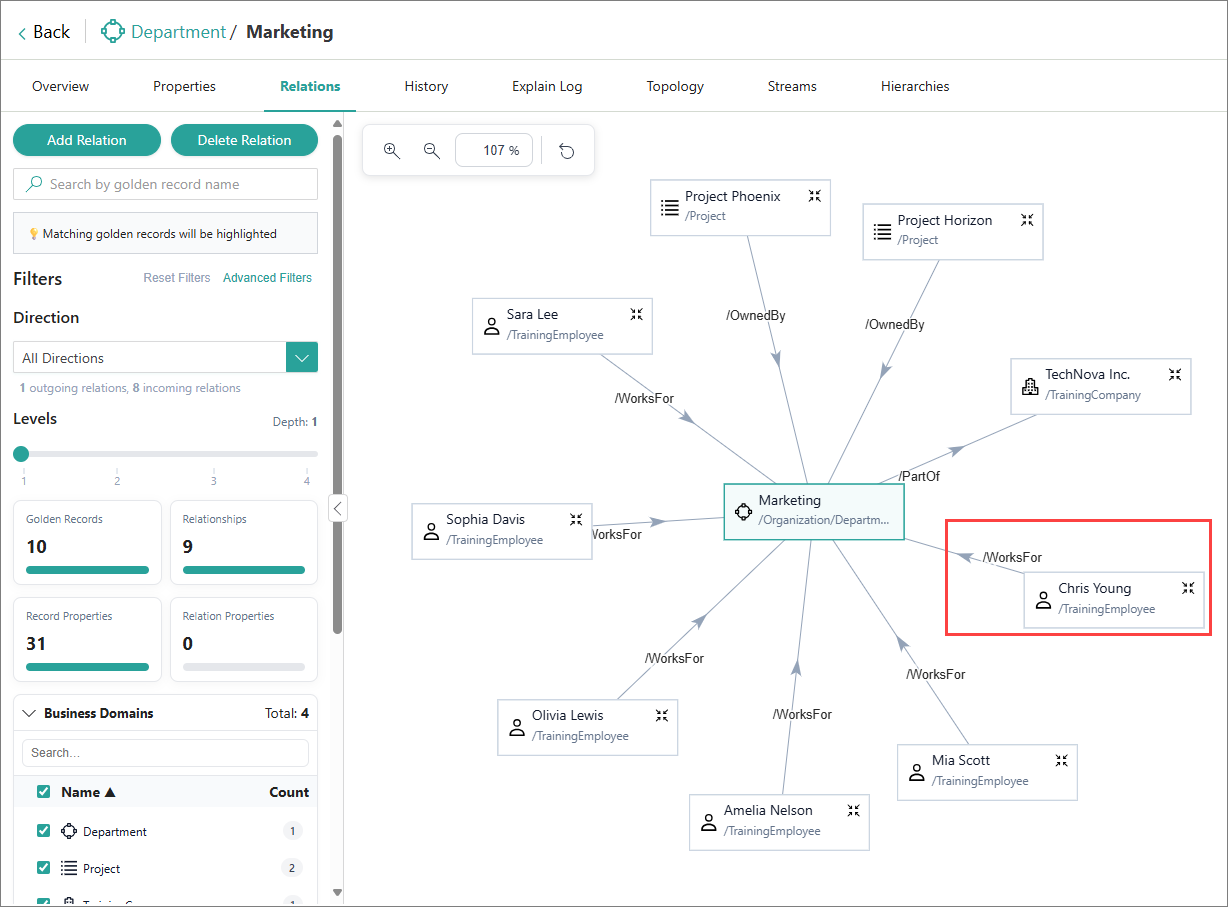 Back
Department / Marketing
Overview Properties Relations History Explain Log Topology Streams Hierarchies
Add Relation Delete Relation
Search by golden record name
Matching golden records will be highlighted
Filters Reset Filters Advanced Filters
Direction
All Directions
1 outgoing relations, 8 incoming relations
Levels Depth: 1
1 2 3 4
Golden Records
10
Relationships
9
Record Properties
31
Relation Properties
0
Business Domains Total: 4
Search...
Name ▲ Count
Department 1
Project 2
107 %
Project Phoenix
/Project
Project Horizon
/Project
/OwnedBy
/OwnedBy
Sara Lee
/TrainingEmployee
/WorksFor
TechNova Inc.
/TrainingCompany
/PartOf
Marketing
/Organization/Departm...
Sophia Davis
/TrainingEmployee
WorksFor
/WorksFor
Chris Young
/TrainingEmployee
/WorksFor
Olivia Lewis
/TrainingEmployee
/WorksFor
Amelia Nelson
/TrainingEmployee
/WorksFor
Mia Scott
/TrainingEmployee